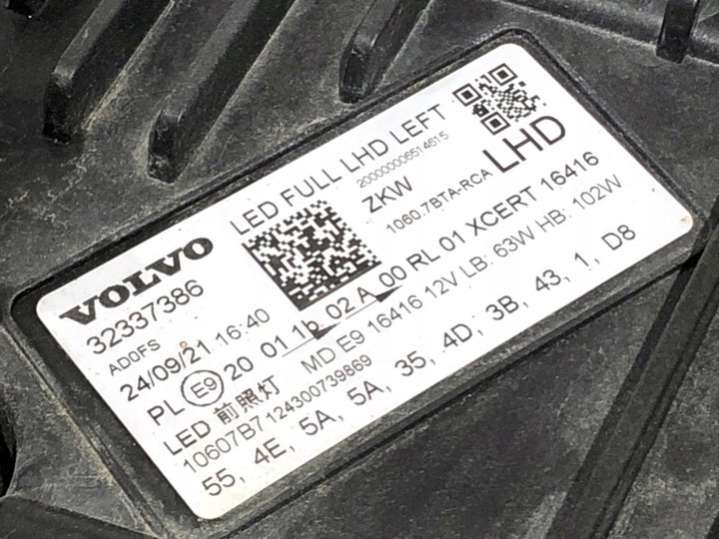 VOLVO LED FULL LHD LEFT
32337386 200000006514615
ADOFS ZKW
24/09/21 16:40 1060.7BTA-RCA LHD
PL E9 20 01 1b 02 A 00 RL 01 XCERT 16416
LED 前照灯 MD E9 16416 12V LB: 63W HB: 102W
10607B7124300739869
55, 4E, 5A, 5A, 35, 4D, 3B, 43, 1, D8